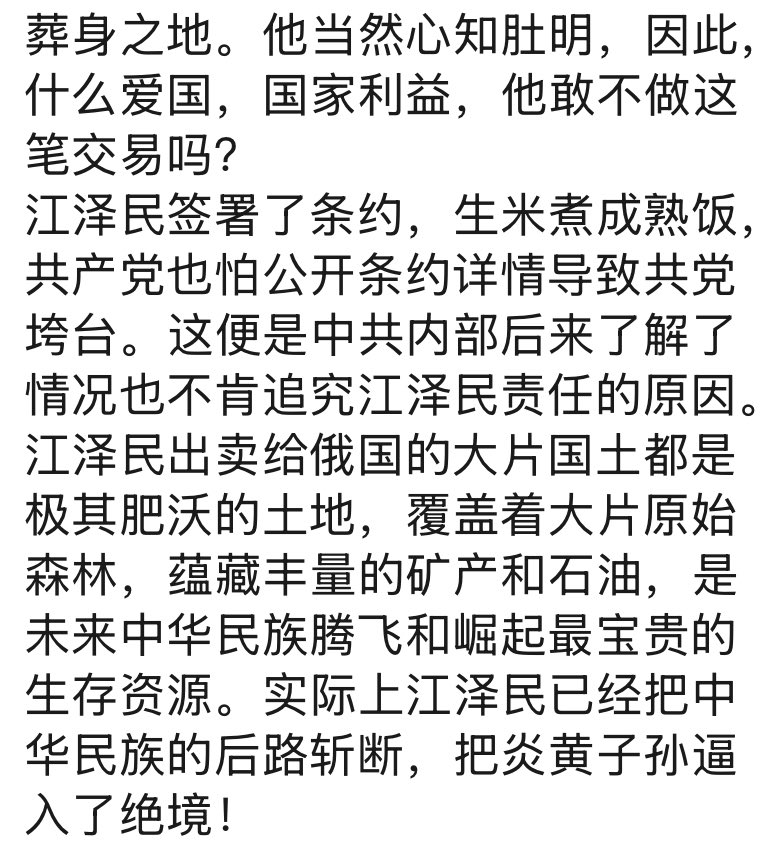 葬身之地。他当然心知肚明，因此，
什么爱国，国家利益，他敢不做这
笔交易吗？
江泽民签署了条约，生米煮成熟饭，
共产党也怕公开条约详情导致共党
垮台。这便是中共内部后来了解了
情况也不肯追究江泽民责任的原因。
江泽民出卖给俄国的大片国土都是
极其肥沃的土地，覆盖着大片原始
森林，蕴藏丰量的矿产和石油，是
未来中华民族腾飞和崛起最宝贵的
生存资源。实际上江泽民已经把中
华民族的后路斩断，把炎黄子孙逼
入了绝境！